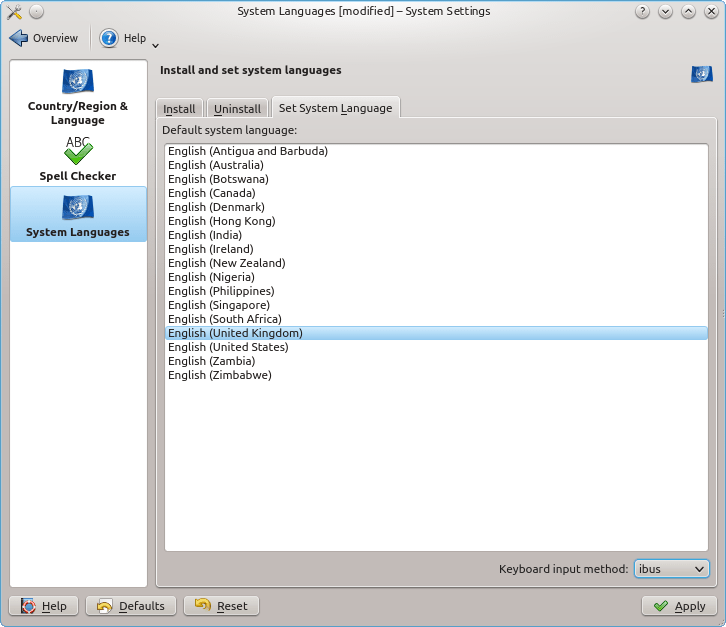 System Languages [modified] – System Settings
Overview
Help
Country/Region &
Language
ABC
Spell Checker
System Languages
Install and set system languages
Install
Uninstall
Set System Language
Default system language:
English (Antigua and Barbuda)
English (Australia)
English (Botswana)
English (Canada)
English (Denmark)
English (Hong Kong)
English (India)
English (Ireland)
English (New Zealand)
English (Nigeria)
English (Philippines)
English (Singapore)
English (South Africa)
English (United Kingdom)
English (United States)
English (Zambia)
English (Zimbabwe)
Keyboard input method: ibus
Help
Defaults
Reset
Apply